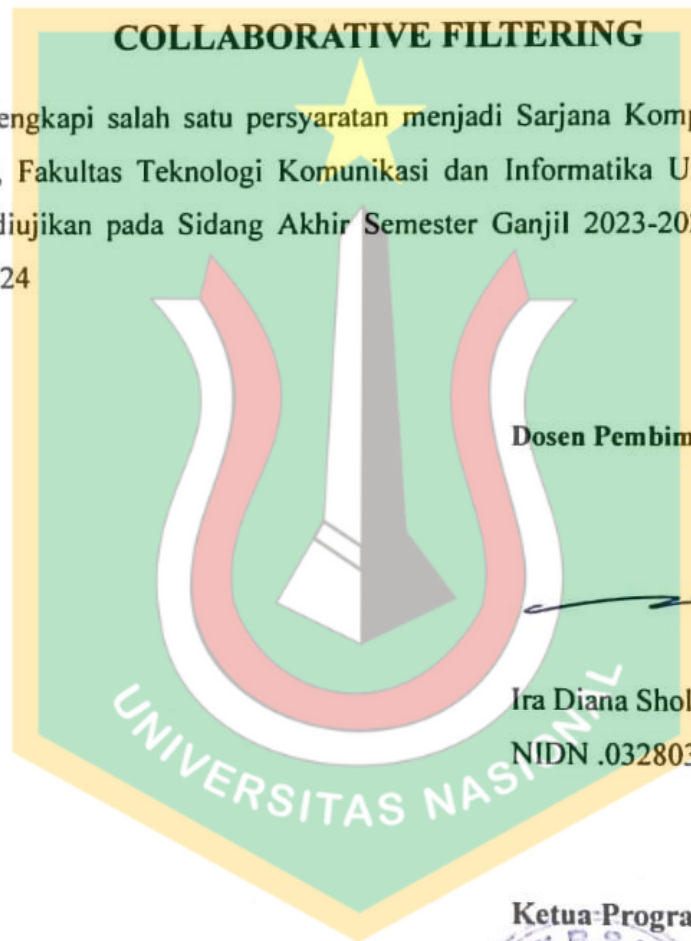 COLLABORATIVE FILTERING
engkapi salah satu persyaratan menjadi Sarjana Komp
Fakultas Teknologi Komunikasi dan Informatika U
diujikan pada Sidang Akhir Semester Ganjil 2023-20
24
Dosen Pembim
Ira Diana Shol
NIDN .032803
UNIVERSITAS NASIONAL
Ketua Progra